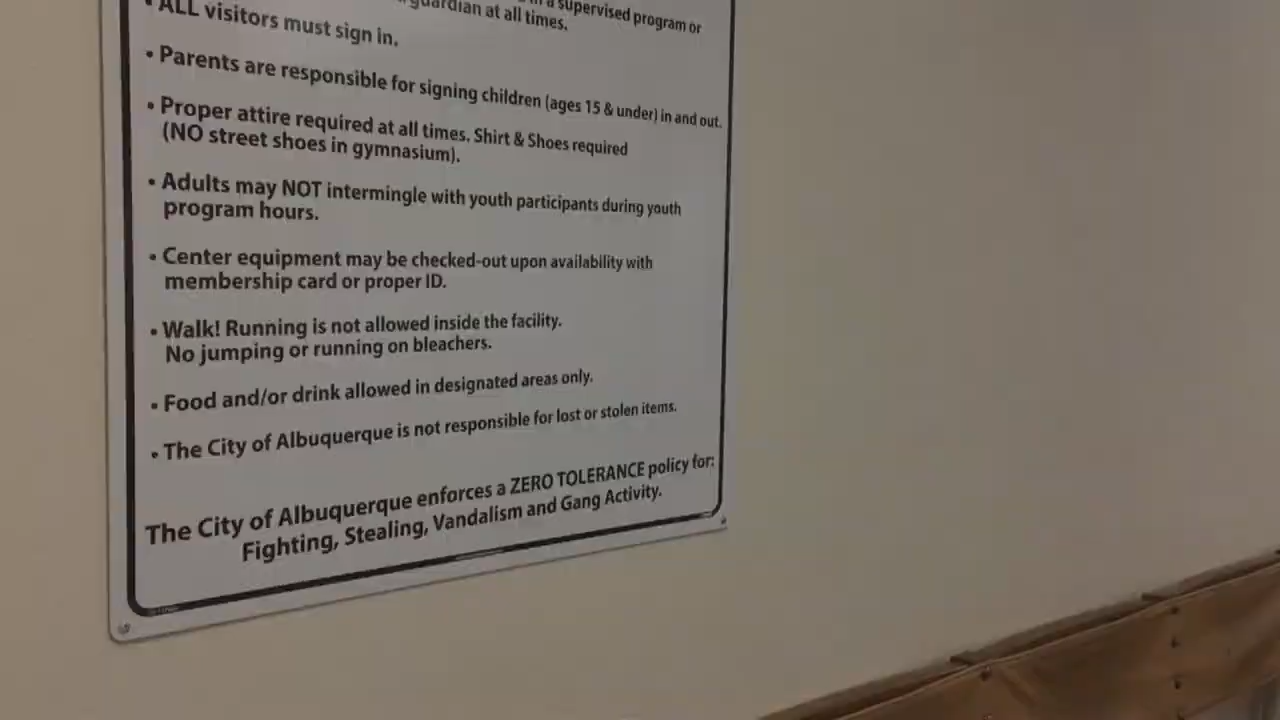 in a supervised program or
guardian at all times.
• ALL visitors must sign in.
• Parents are responsible for signing children (ages 15 & under) in and out.
• Proper attire required at all times. Shirt & Shoes required
(NO street shoes in gymnasium).
• Adults may NOT intermingle with youth participants during youth
program hours.
• Center equipment may be checked-out upon availability with
membership card or proper ID.
• Walk! Running is not allowed inside the facility.
No jumping or running on bleachers.
• Food and/or drink allowed in designated areas only.
• The City of Albuquerque is not responsible for lost or stolen items.
The City of Albuquerque enforces a ZERO TOLERANCE policy for:
Fighting, Stealing, Vandalism and Gang Activity.